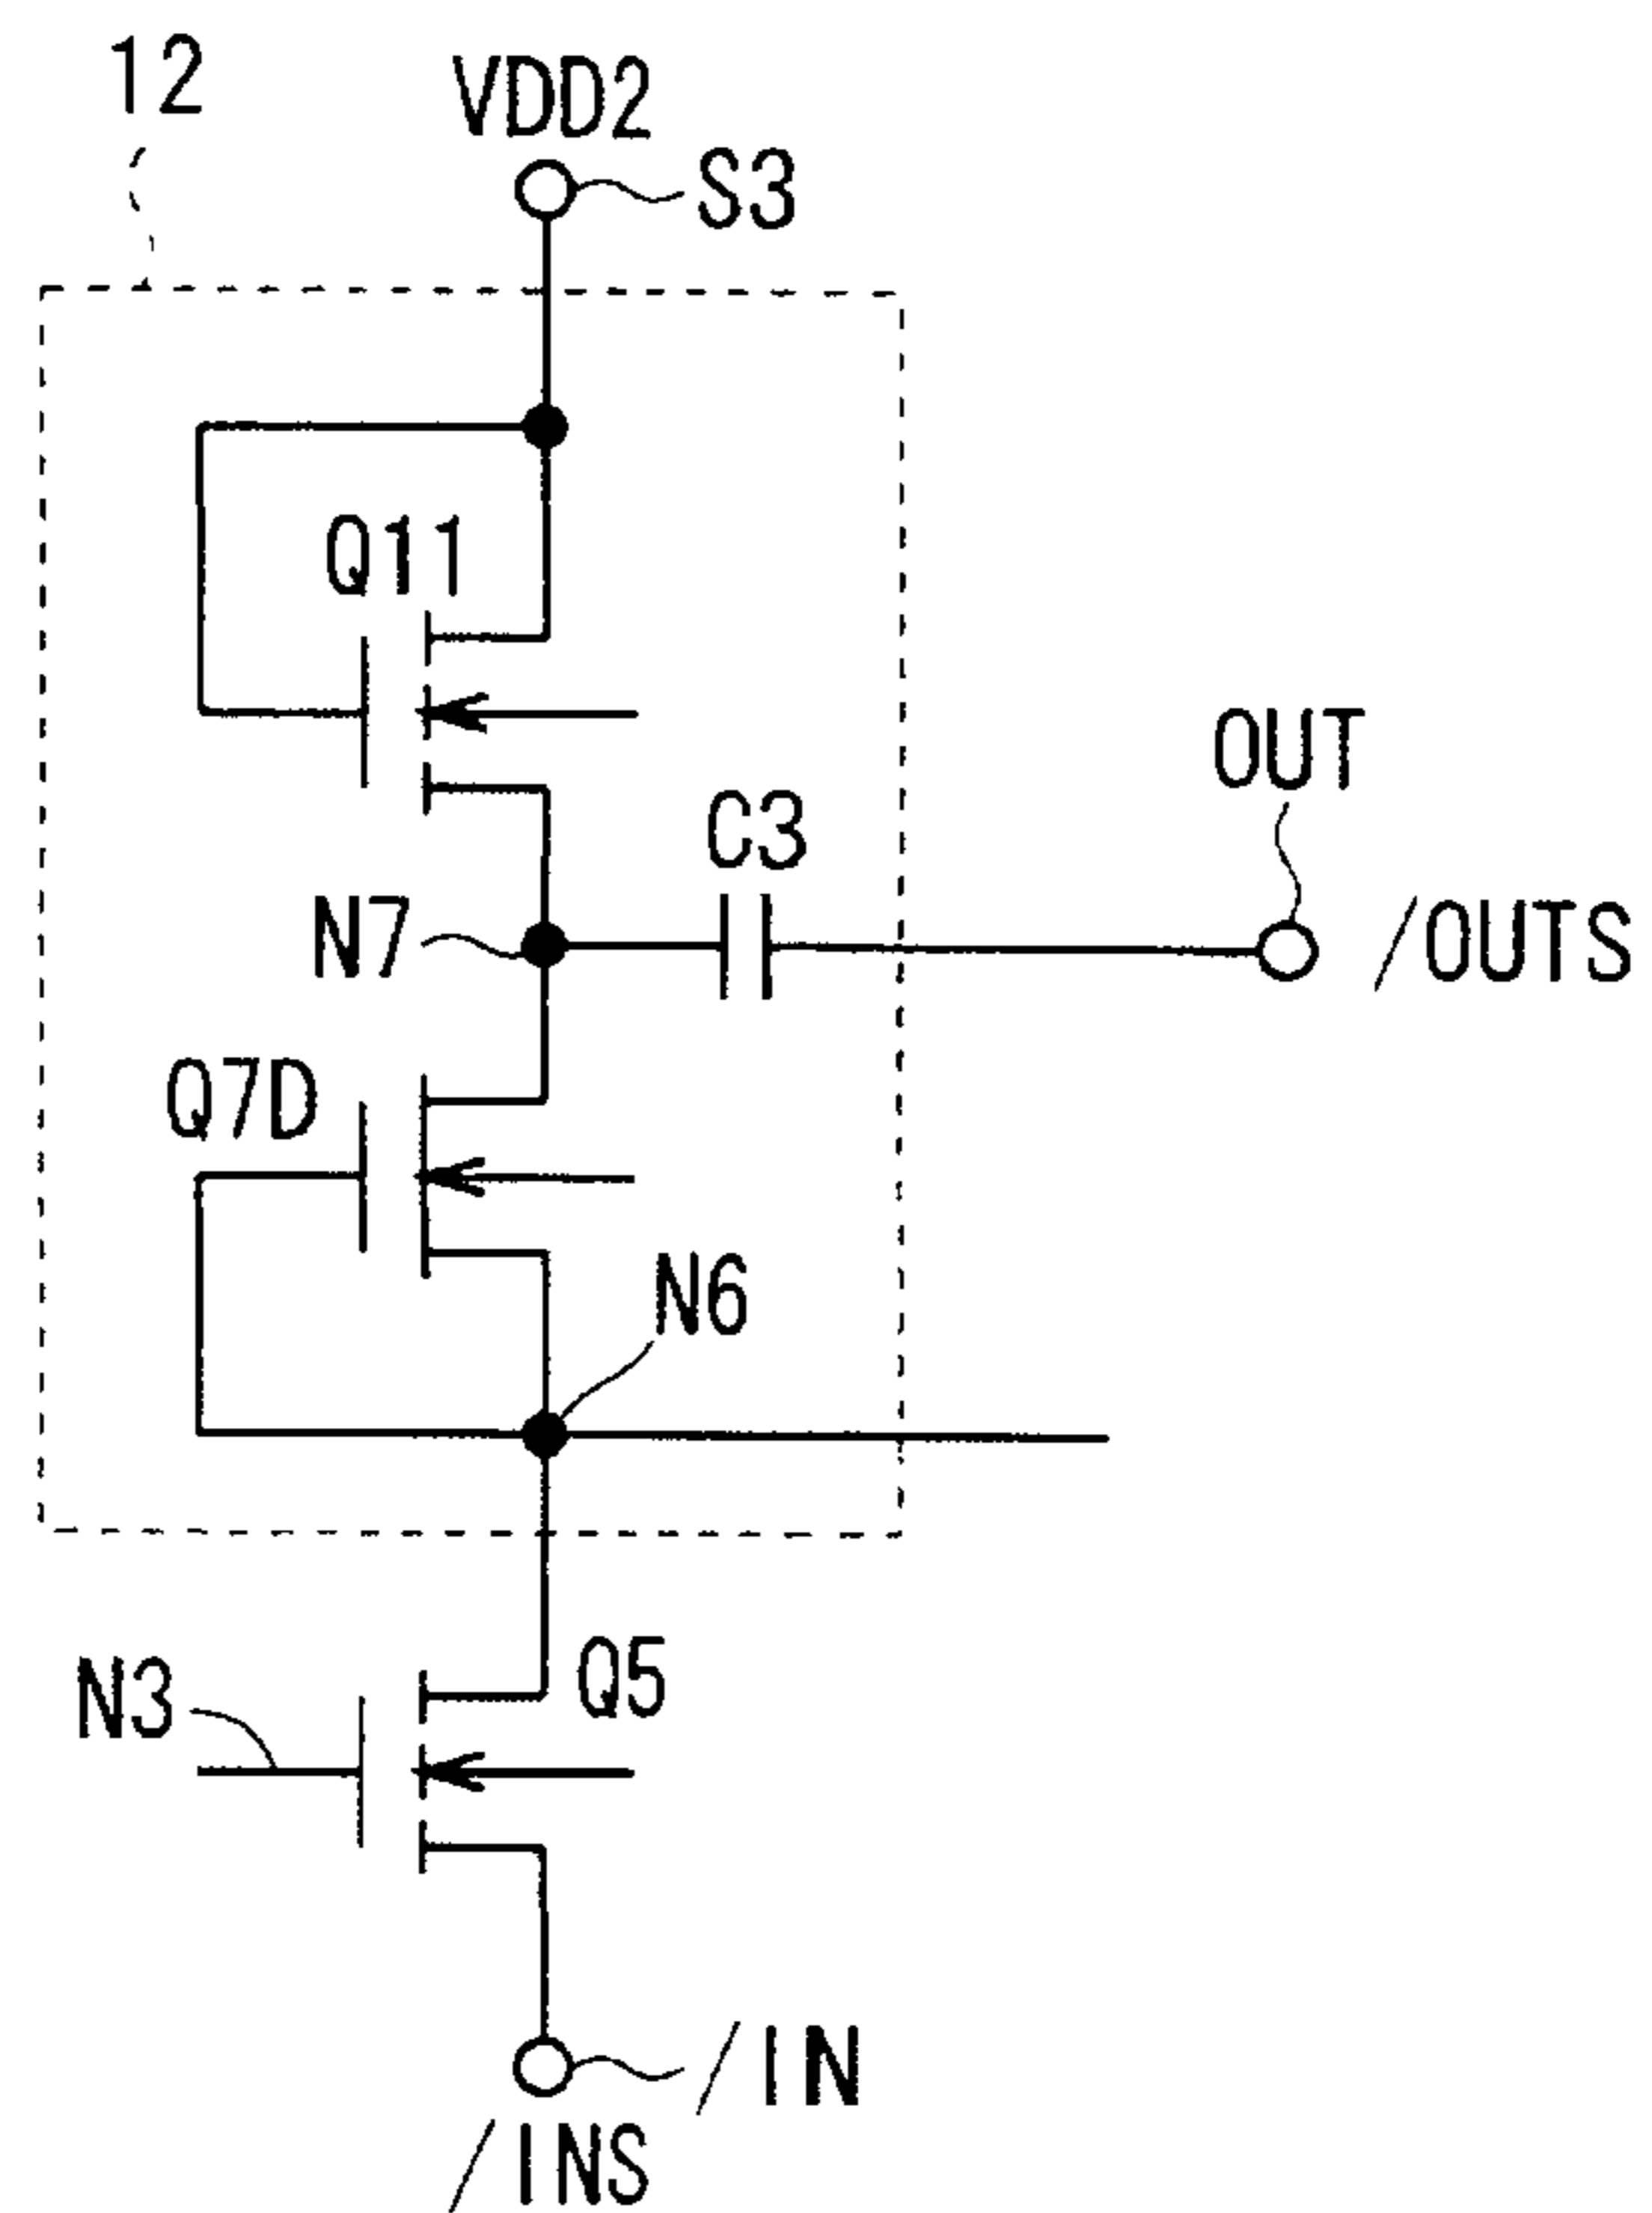 12
VDD2
S3
Q11
OUT
C3
N7
/OUTS
Q7D
N6
Q5
N3
/IN
/INS